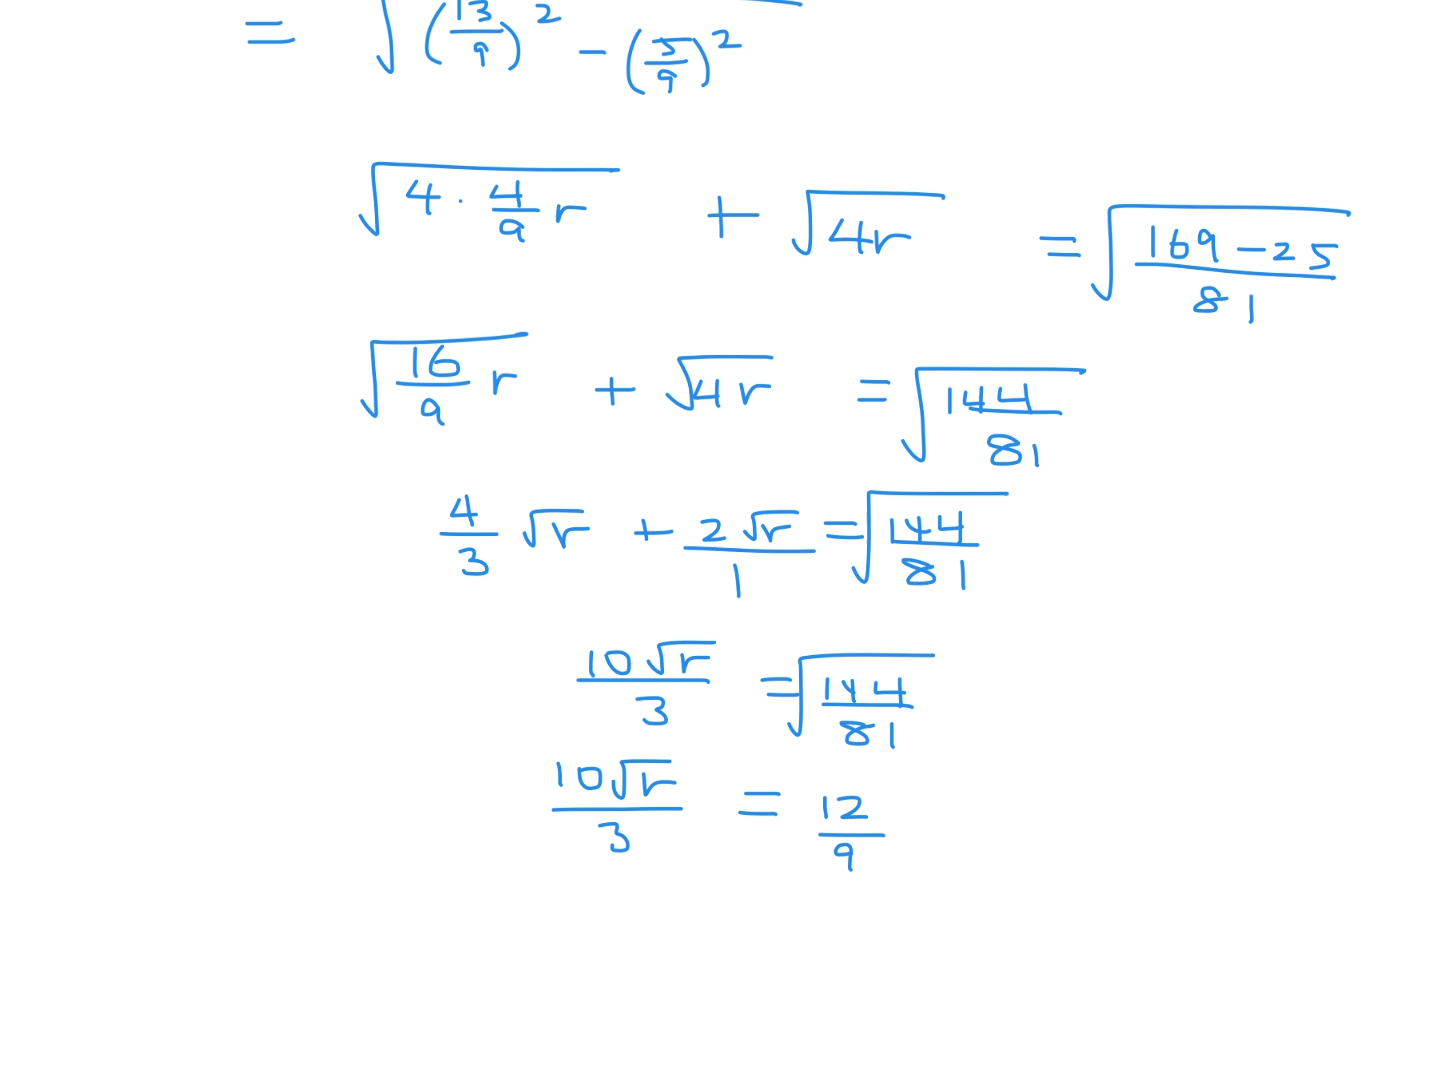 = √((13/9)² − (5/9)²)
√(4 · 4/9 r) + √(4r) = √((169 − 25)/81)
√(16/9 r) + √(4r) = √(144/81)
4/3 √r + 2√r/1 = √(144/81)
10√r/3 = √(144/81)
10√r/3 = 12/9